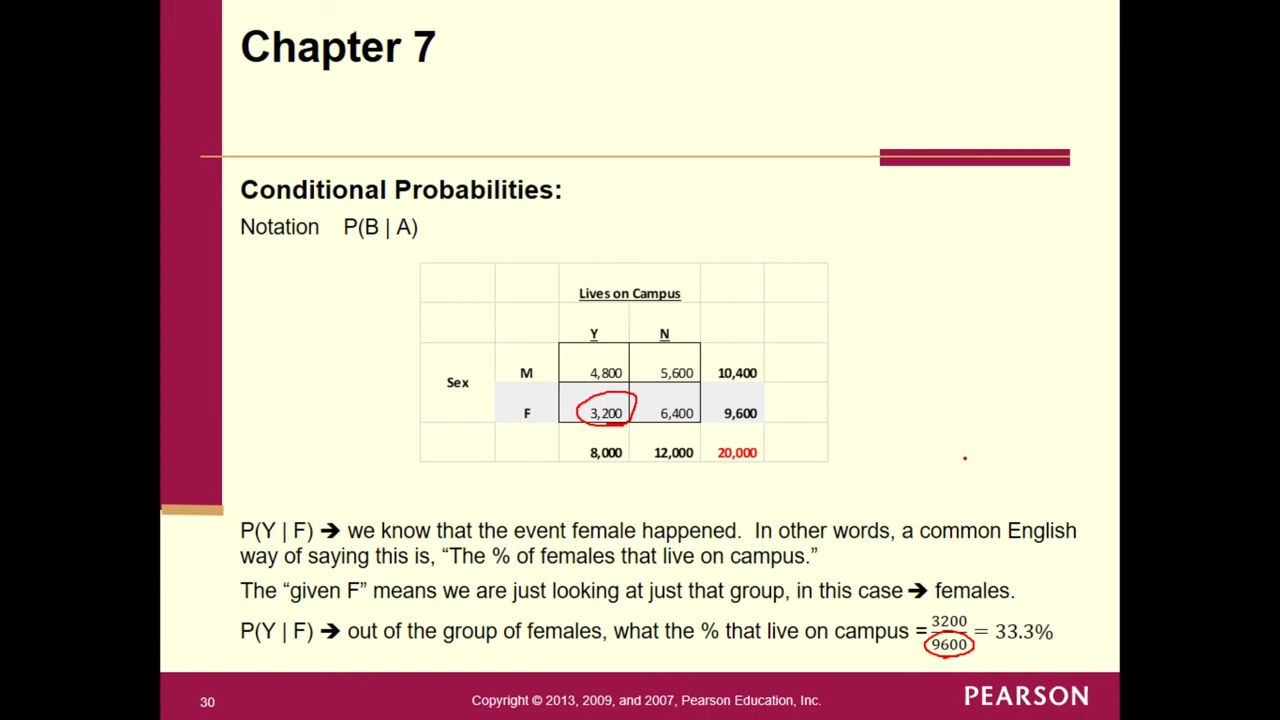 Chapter 7
Conditional Probabilities:
Notation P(B | A)
Lives on Campus
Y N
M 4,800 5,600 10,400
Sex
F 3,200 6,400 9,600
8,000 12,000 20,000
P(Y | F) ➔ we know that the event female happened. In other words, a common English
way of saying this is, “The % of females that live on campus.”
The “given F” means we are just looking at just that group, in this case ➔ females.
P(Y | F) ➔ out of the group of females, what the % that live on campus = 3200/9600 = 33.3%
30 Copyright © 2013, 2009, and 2007, Pearson Education, Inc. PEARSON